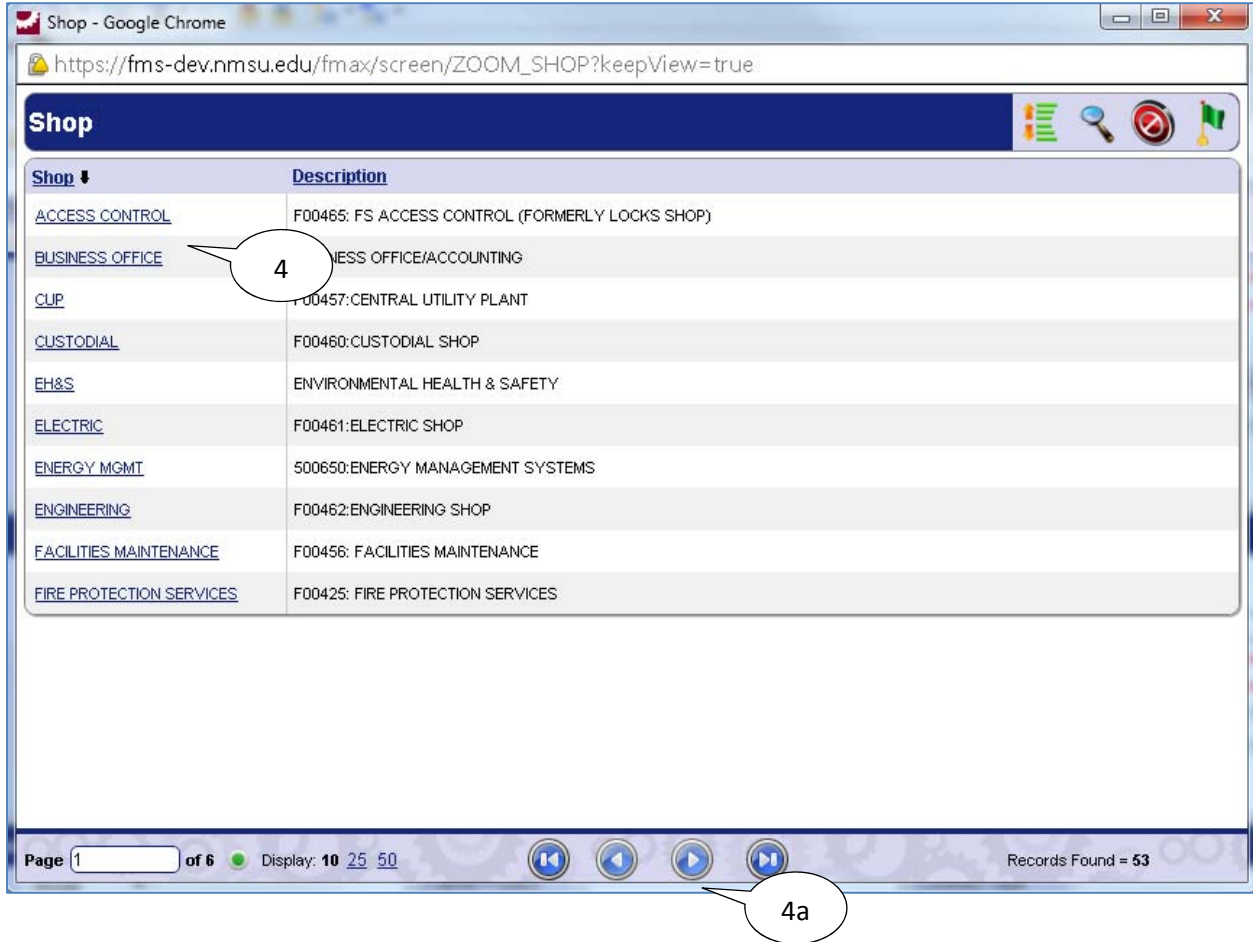 Shop - Google Chrome
https://fms-dev.nmsu.edu/fmax/screen/ZOOM_SHOP?keepView=true
Shop
Shop Description
ACCESS CONTROL F00465: FS ACCESS CONTROL (FORMERLY LOCKS SHOP)
4
BUSINESS OFFICE NESS OFFICE/ACCOUNTING
CUP F00457:CENTRAL UTILITY PLANT
CUSTODIAL F00460:CUSTODIAL SHOP
EH&S ENVIRONMENTAL HEALTH & SAFETY
ELECTRIC F00461:ELECTRIC SHOP
ENERGY MGMT 500650:ENERGY MANAGEMENT SYSTEMS
ENGINEERING F00462:ENGINEERING SHOP
FACILITIES MAINTENANCE F00456: FACILITIES MAINTENANCE
FIRE PROTECTION SERVICES F00425: FIRE PROTECTION SERVICES
Page 1 of 6 Display: 10 25 50 Records Found = 53
4a